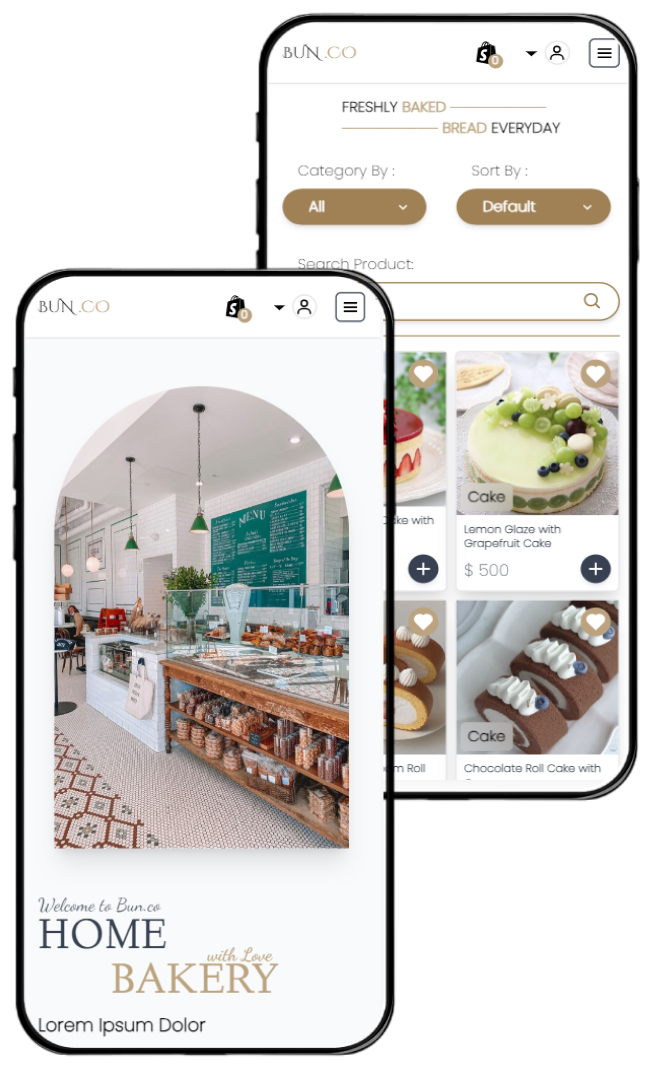 BUN.CO
0
FRESHLY BAKED
BREAD EVERYDAY
Category By :
Sort By :
All
Default
Search Product:
Cake
Cake with
Lemon Glaze with
Grapefruit Cake
$ 500
Cake
Roll
Chocolate Roll Cake with
BUN.CO
0
MENU
Welcome to Bun.co
HOME
with Love
BAKERY
Lorem Ipsum Dolor